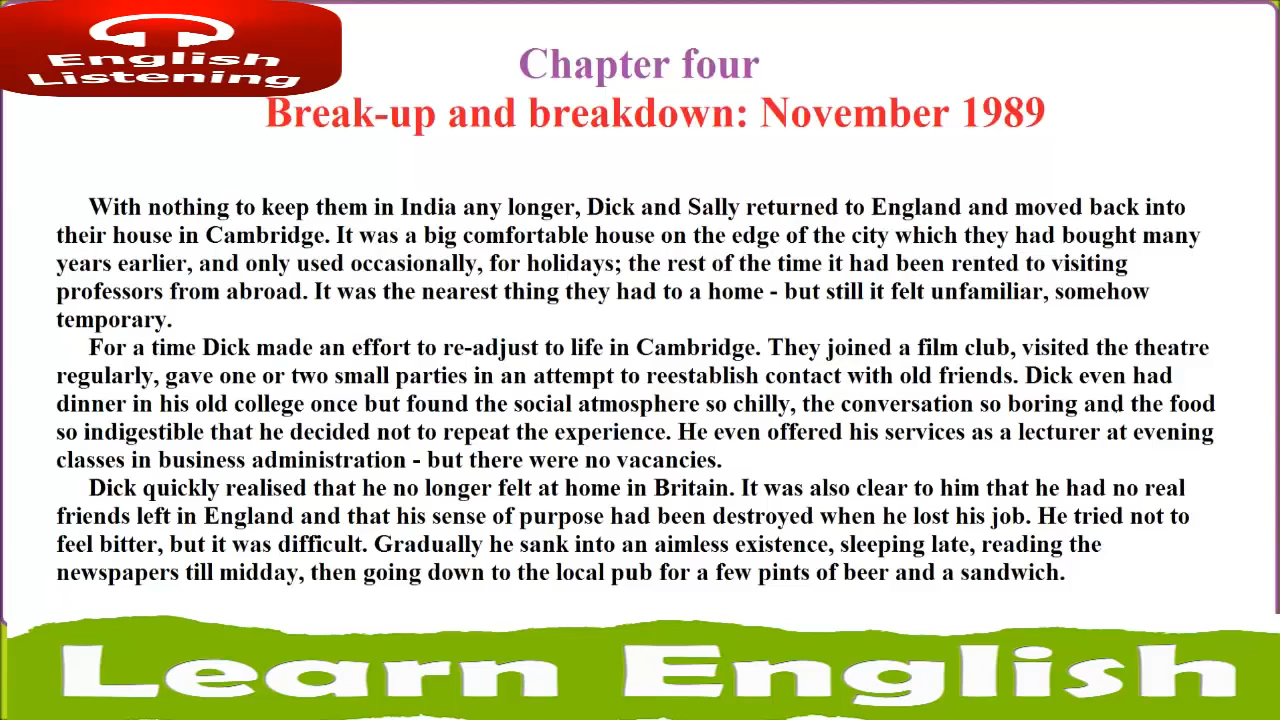 English
Listening
Chapter four
Break-up and breakdown: November 1989
With nothing to keep them in India any longer, Dick and Sally returned to England and moved back into
their house in Cambridge. It was a big comfortable house on the edge of the city which they had bought many
years earlier, and only used occasionally, for holidays; the rest of the time it had been rented to visiting
professors from abroad. It was the nearest thing they had to a home - but still it felt unfamiliar, somehow
temporary.
For a time Dick made an effort to re-adjust to life in Cambridge. They joined a film club, visited the theatre
regularly, gave one or two small parties in an attempt to reestablish contact with old friends. Dick even had
dinner in his old college once but found the social atmosphere so chilly, the conversation so boring and the food
so indigestible that he decided not to repeat the experience. He even offered his services as a lecturer at evening
classes in business administration - but there were no vacancies.
Dick quickly realised that he no longer felt at home in Britain. It was also clear to him that he had no real
friends left in England and that his sense of purpose had been destroyed when he lost his job. He tried not to
feel bitter, but it was difficult. Gradually he sank into an aimless existence, sleeping late, reading the
newspapers till midday, then going down to the local pub for a few pints of beer and a sandwich.
Learn English